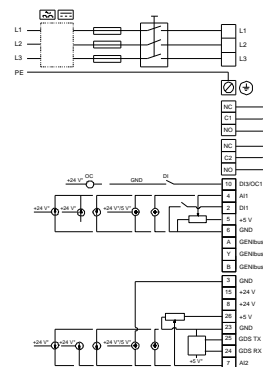 L1 L1
L2 L2
L3 L3
PE
NC
C1
NO
NC
C2
NO
+24 V* OC GND DI 10 DI3/OC1
4 AI1
2 DI1
+24 V* +24 V* +24 V*/5 V* 5 +5 V
6 GND
A GENIbus
Y GENIbus
B GENIbus
3 GND
15 +24 V
8 +24 V
26 +5 V
23 GND
25 GDS TX
+24 V* +24 V* +24 V*/5 V* 24 GDS RX
+5 V* 7 AI2